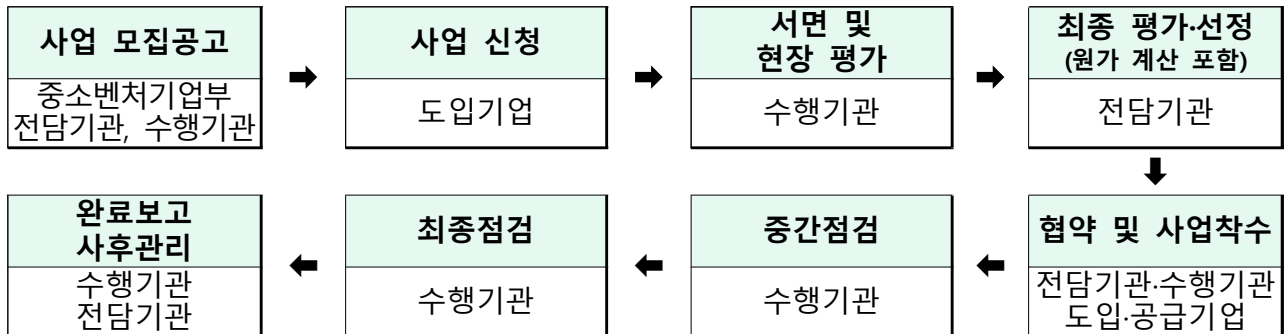 사업 모집공고
중소벤처기업부
전담기관, 수행기관
➡
사업 신청
도입기업
➡
서면 및
현장 평가
수행기관
➡
최종 평가·선정
(원가 계산 포함)
전담기관
⬇
협약 및 사업착수
전담기관·수행기관
도입·공급기업
⬅
중간점검
수행기관
⬅
최종점검
수행기관
⬅
완료보고
사후관리
수행기관
전담기관